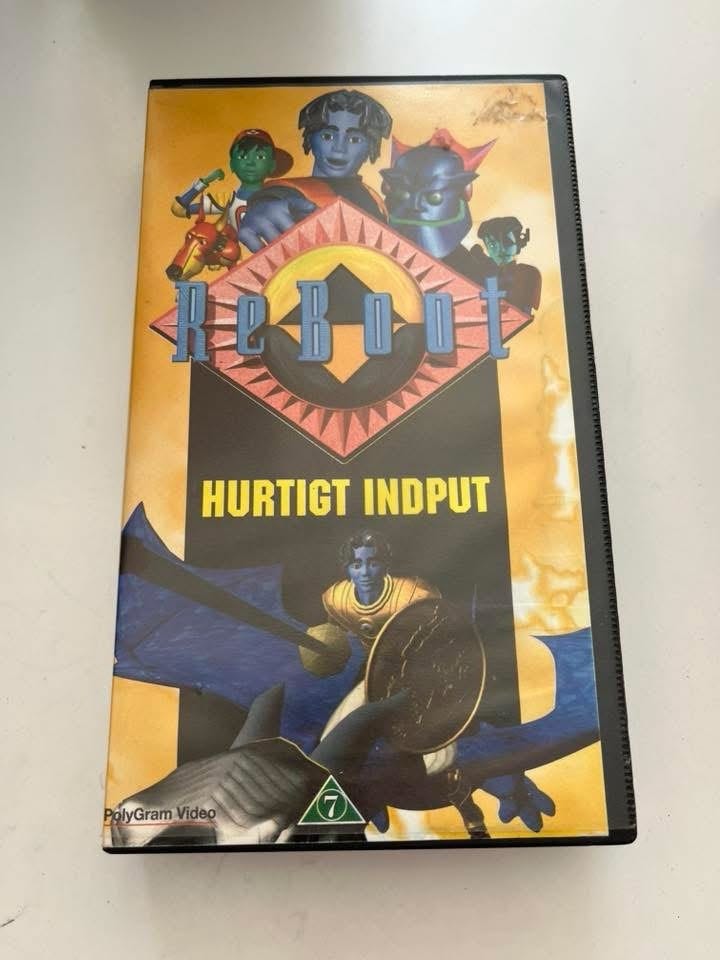 ReBoot
HURTIGT INDPUT
7
PolyGram Video